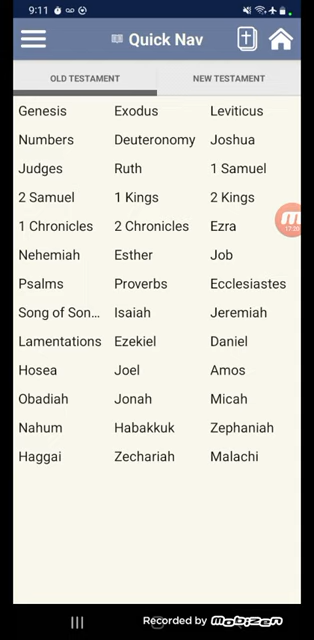 9:11
Quick Nav
OLD TESTAMENT NEW TESTAMENT
Genesis Exodus Leviticus
Numbers Deuteronomy Joshua
Judges Ruth 1 Samuel
2 Samuel 1 Kings 2 Kings
1 Chronicles 2 Chronicles Ezra
17:26
Nehemiah Esther Job
Psalms Proverbs Ecclesiastes
Song of Son... Isaiah Jeremiah
Lamentations Ezekiel Daniel
Hosea Joel Amos
Obadiah Jonah Micah
Nahum Habakkuk Zephaniah
Haggai Zechariah Malachi
Recorded by mobizen